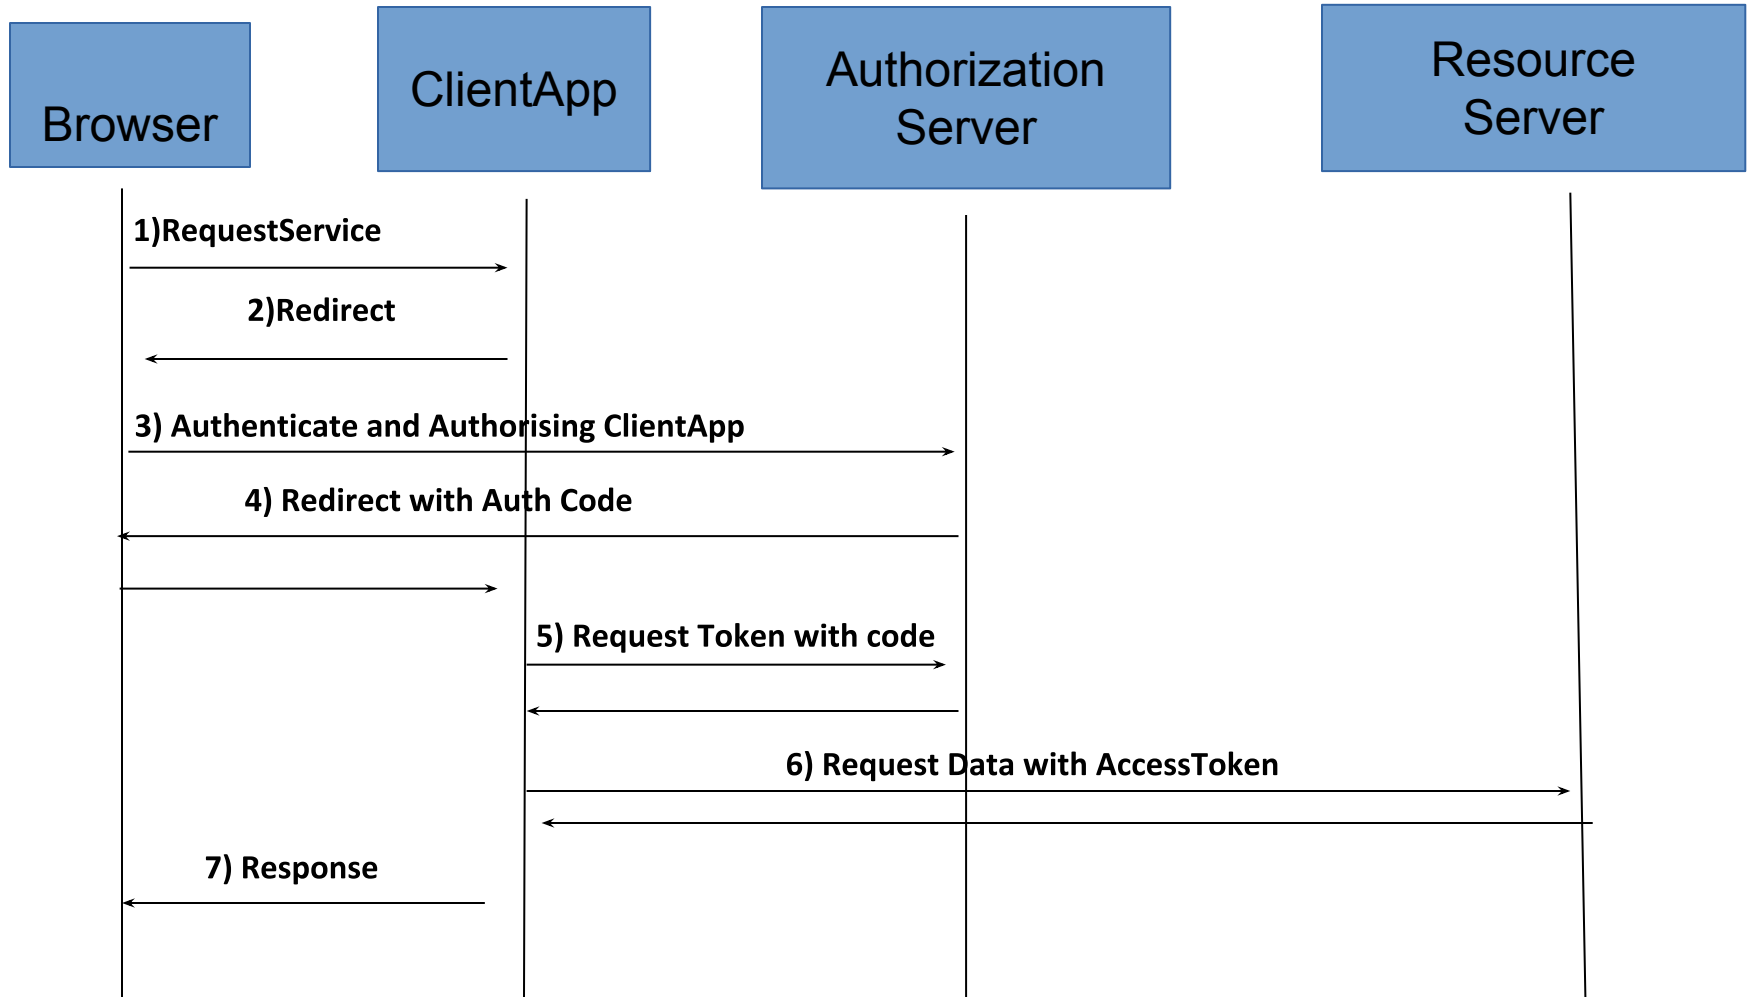 Browser
ClientApp
Authorization
Server
Resource
Server
1)RequestService
2)Redirect
3) Authenticate and Authorising ClientApp
4) Redirect with Auth Code
5) Request Token with code
6) Request Data with AccessToken
7) Response